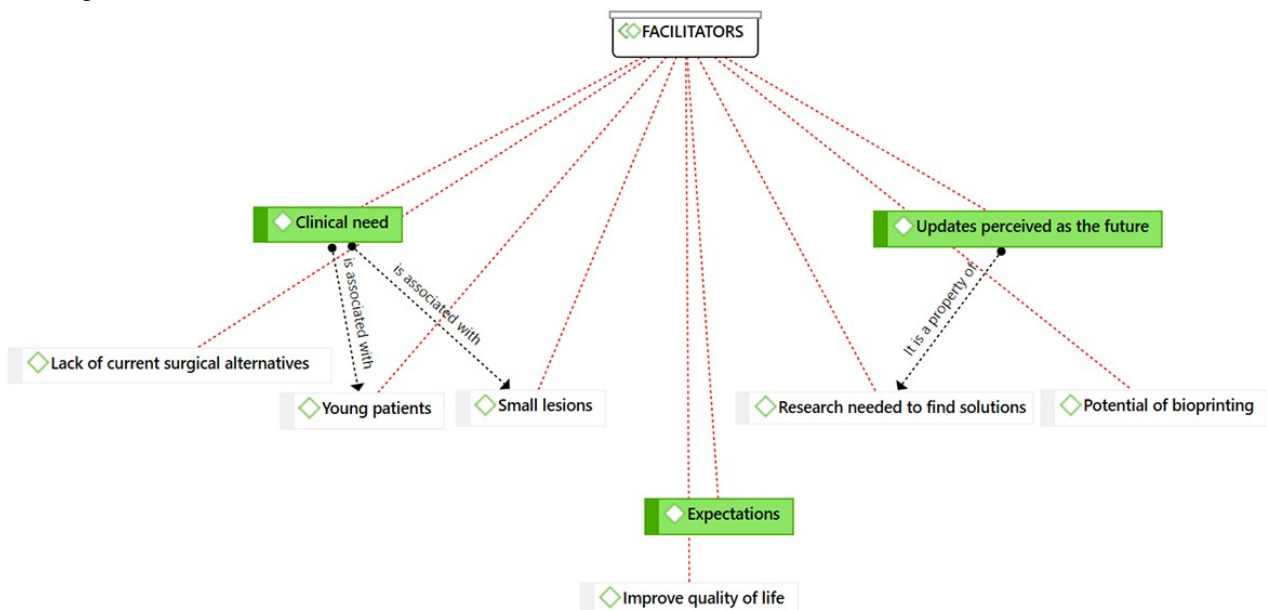 FACILITATORS
Clinical need
Updates perceived as the future
is associated with
is associated with
It is a property of
Lack of current surgical alternatives
Young patients
Small lesions
Research needed to find solutions
Potential of bioprinting
Expectations
Improve quality of life